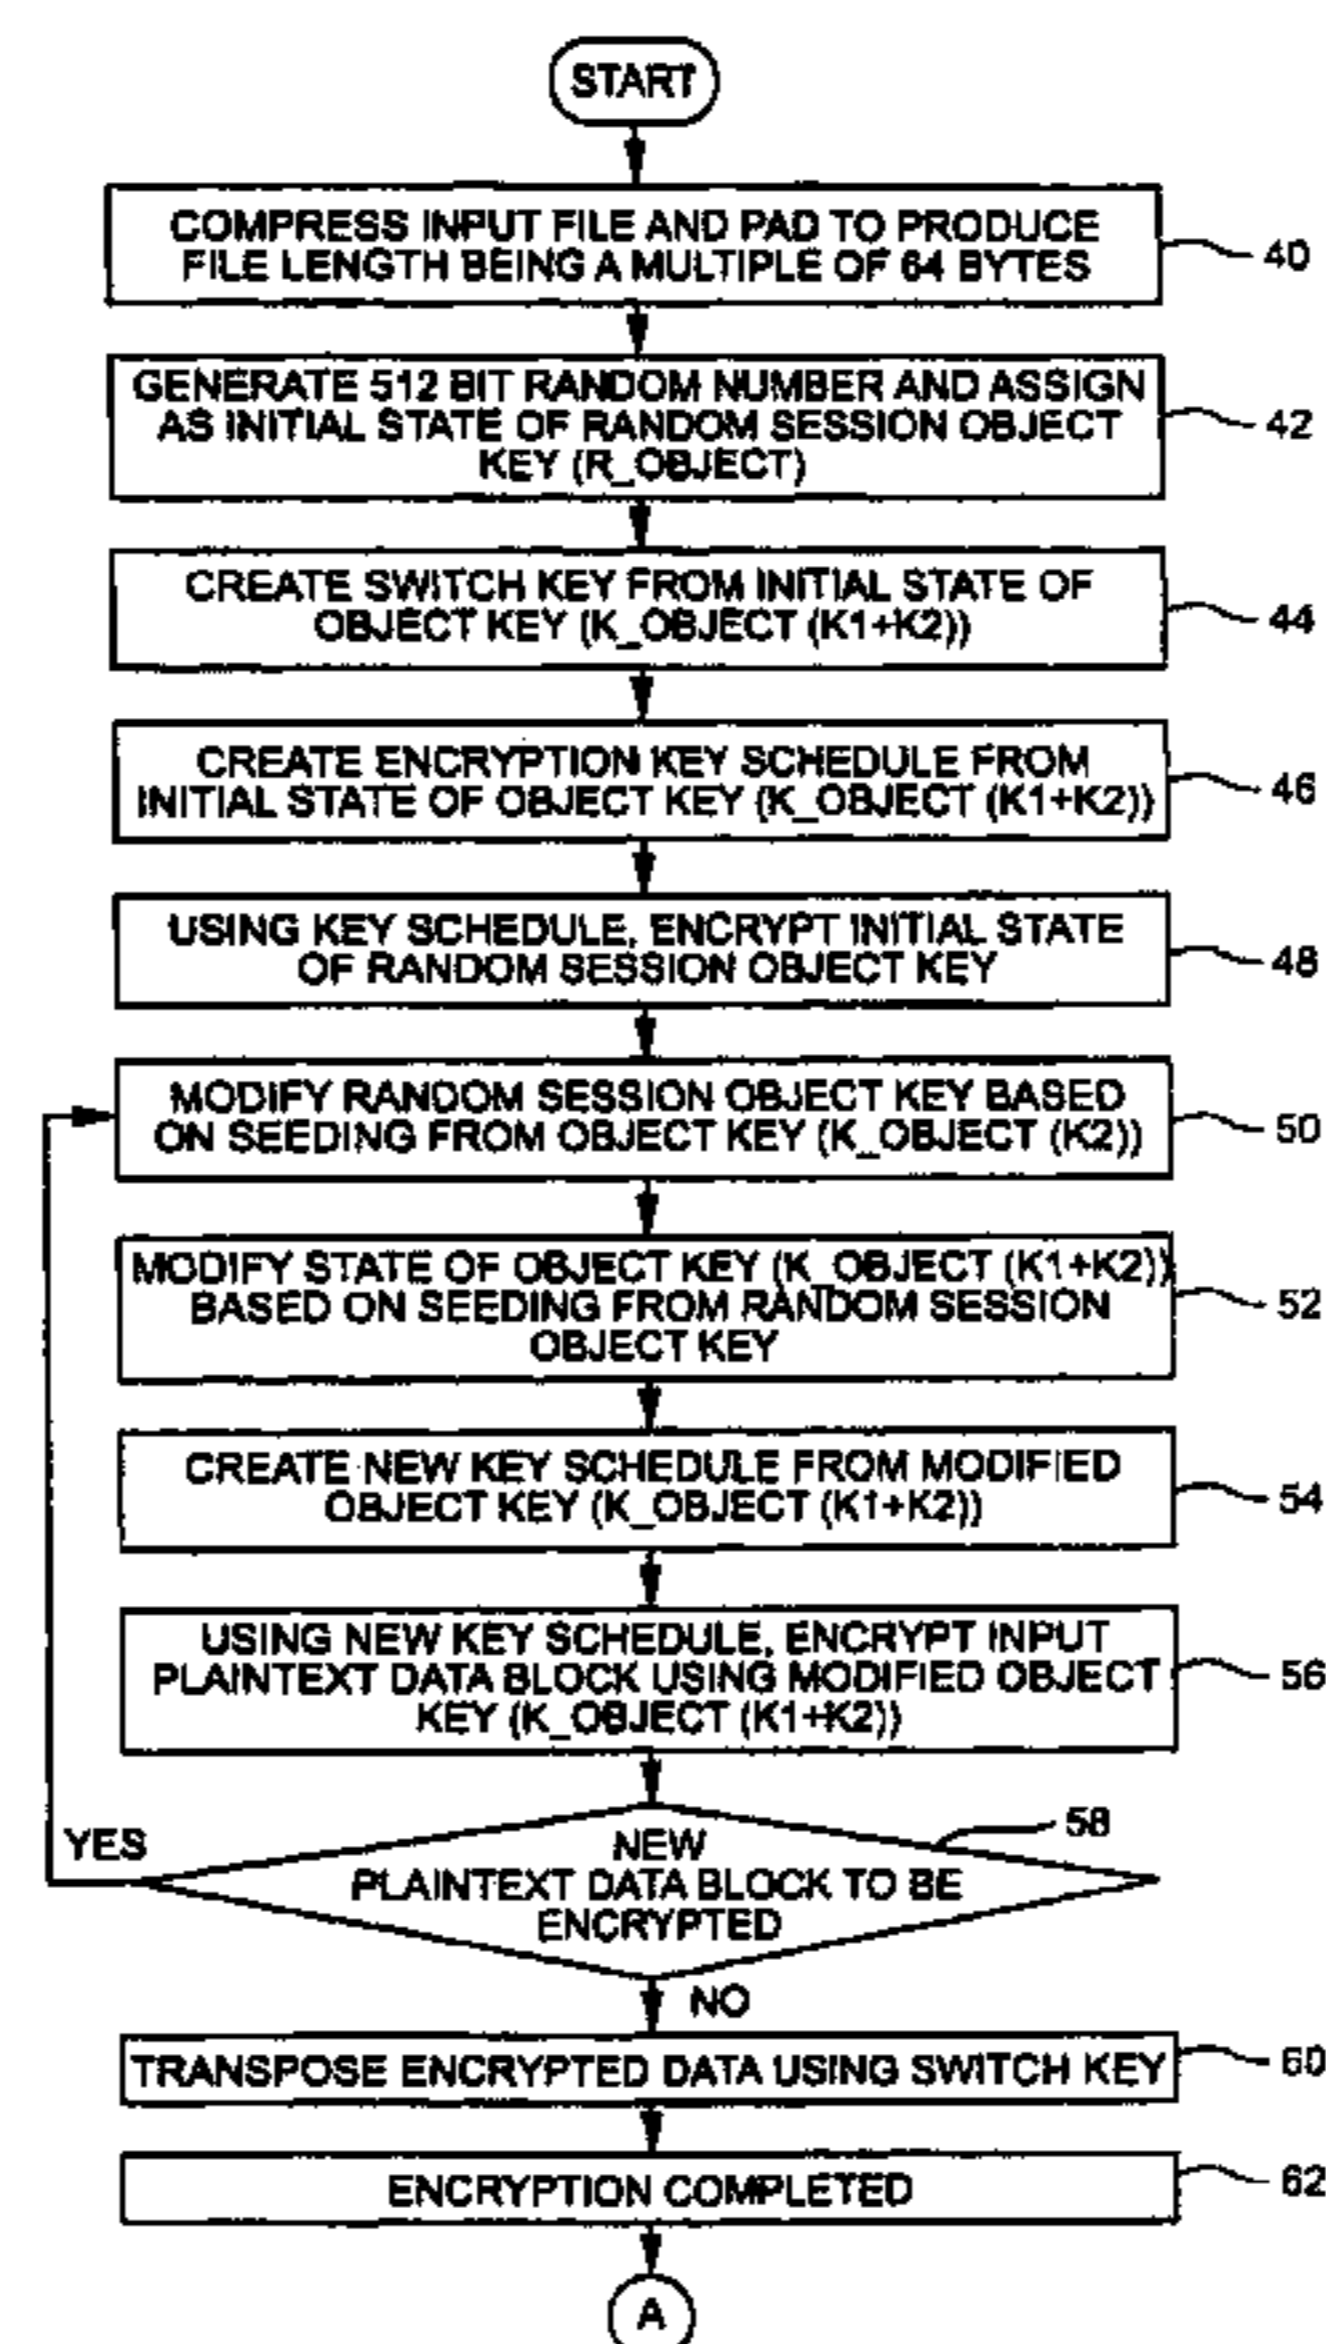 START
COMPRESS INPUT FILE AND PAD TO PRODUCE
FILE LENGTH BEING A MULTIPLE OF 64 BYTES
40
GENERATE 512 BIT RANDOM NUMBER AND ASSIGN
AS INITIAL STATE OF RANDOM SESSION OBJECT
KEY (R_OBJECT)
42
CREATE SWITCH KEY FROM INITIAL STATE OF
OBJECT KEY (K_OBJECT (K1+K2))
44
CREATE ENCRYPTION KEY SCHEDULE FROM
INITIAL STATE OF OBJECT KEY (K_OBJECT (K1+K2))
46
USING KEY SCHEDULE, ENCRYPT INITIAL STATE
OF RANDOM SESSION OBJECT KEY
48
MODIFY RANDOM SESSION OBJECT KEY BASED
ON SEEDING FROM OBJECT KEY (K_OBJECT (K2))
50
MODIFY STATE OF OBJECT KEY (K_OBJECT (K1+K2))
BASED ON SEEDING FROM RANDOM SESSION
OBJECT KEY
52
CREATE NEW KEY SCHEDULE FROM MODIFIED
OBJECT KEY (K_OBJECT (K1+K2))
54
USING NEW KEY SCHEDULE, ENCRYPT INPUT
PLAINTEXT DATA BLOCK USING MODIFIED OBJECT
KEY (K_OBJECT (K1+K2))
56
58
YES
NEW
PLAINTEXT DATA BLOCK TO BE
ENCRYPTED
NO
TRANSPOSE ENCRYPTED DATA USING SWITCH KEY
60
ENCRYPTION COMPLETED
62
A